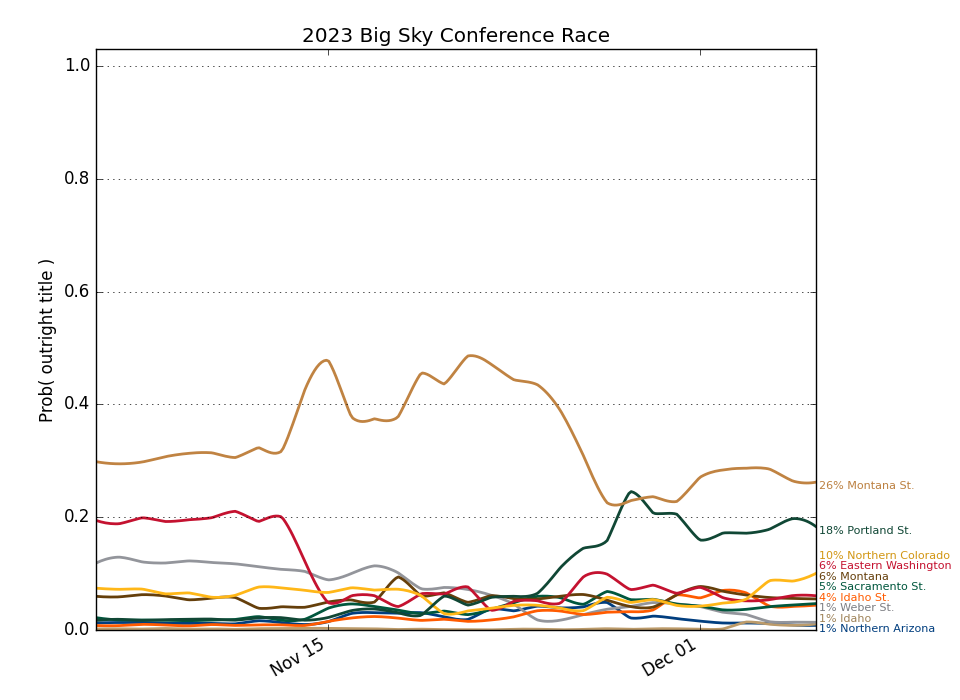 2023 Big Sky Conference Race
Prob( outright title )
1.0
0.8
0.6
0.4
0.2
0.0
Nov 15
Dec 01
26% Montana St.
18% Portland St.
10% Northern Colorado
6% Eastern Washington
6% Montana
5% Sacramento St.
4% Idaho St.
1% Weber St.
1% Idaho
1% Northern Arizona